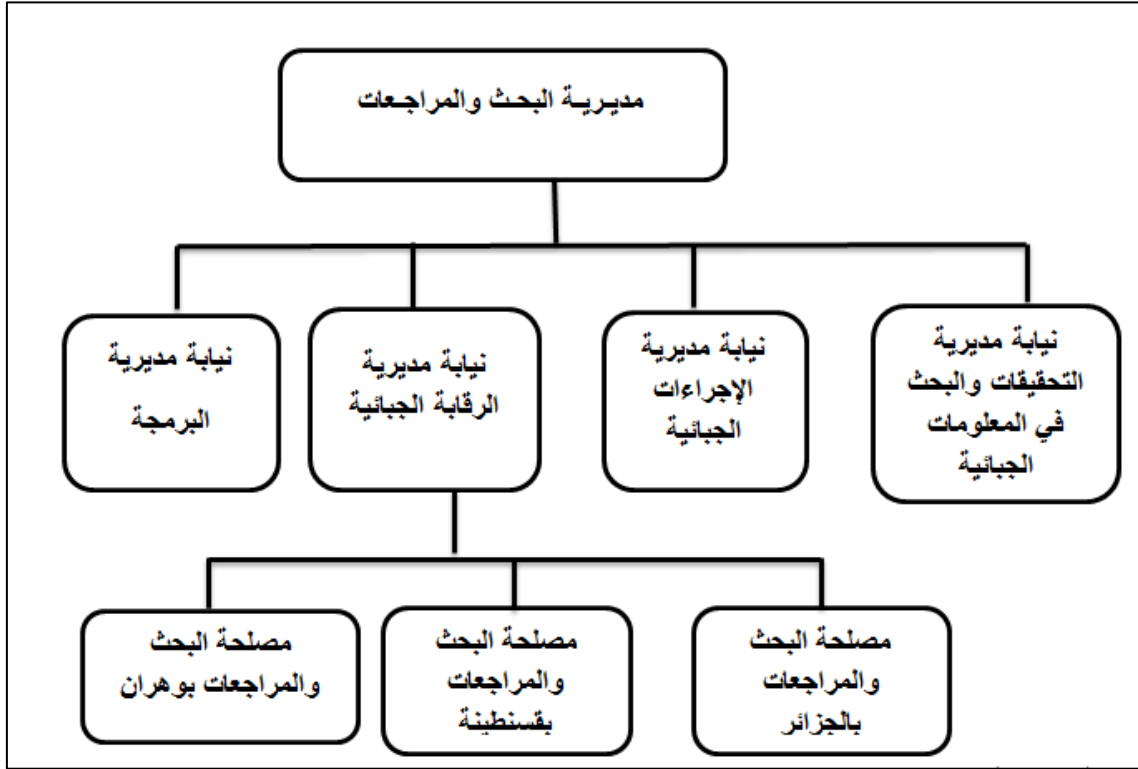 مديرية البحث والمراجعات
نيابة مديرية
التحقيقات والبحث
في المعلومات
الجبائية
نيابة مديرية
الإجراءات
الجبائية
نيابة مديرية
الرقابة الجبائية
نيابة مديرية
البرمجة
مصلحة البحث
والمراجعات
بالجزائر
مصلحة البحث
والمراجعات
بقسنطينة
مصلحة البحث
والمراجعات بوهران